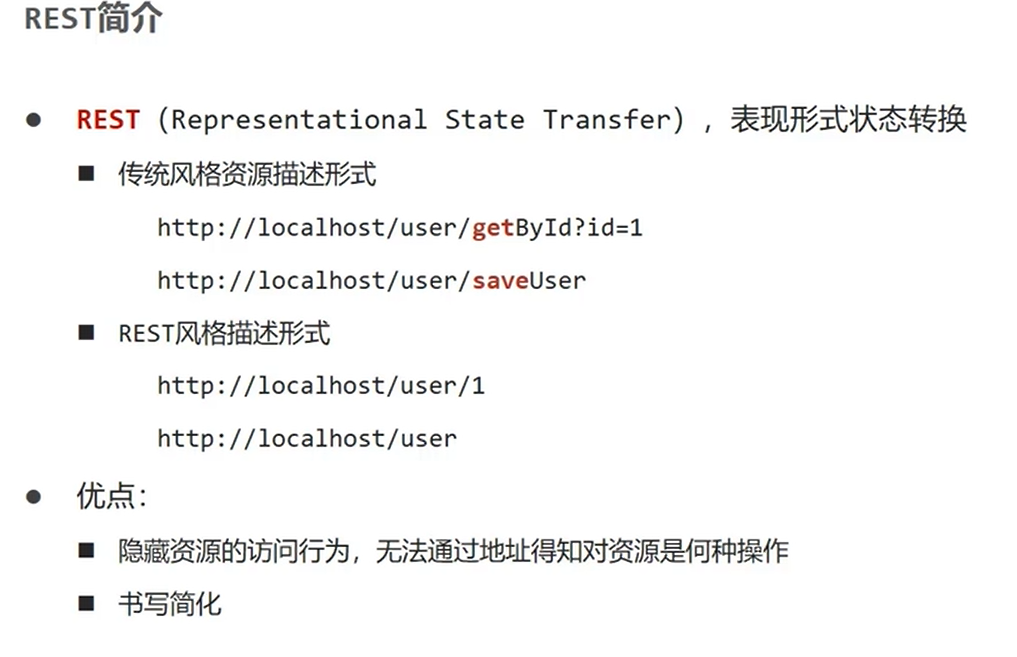 REST简介
● REST（Representational State Transfer），表现形式状态转换
■ 传统风格资源描述形式
http://localhost/user/getById?id=1
http://localhost/user/saveUser
■ REST风格描述形式
http://localhost/user/1
http://localhost/user
● 优点：
■ 隐藏资源的访问行为，无法通过地址得知对资源是何种操作
■ 书写简化